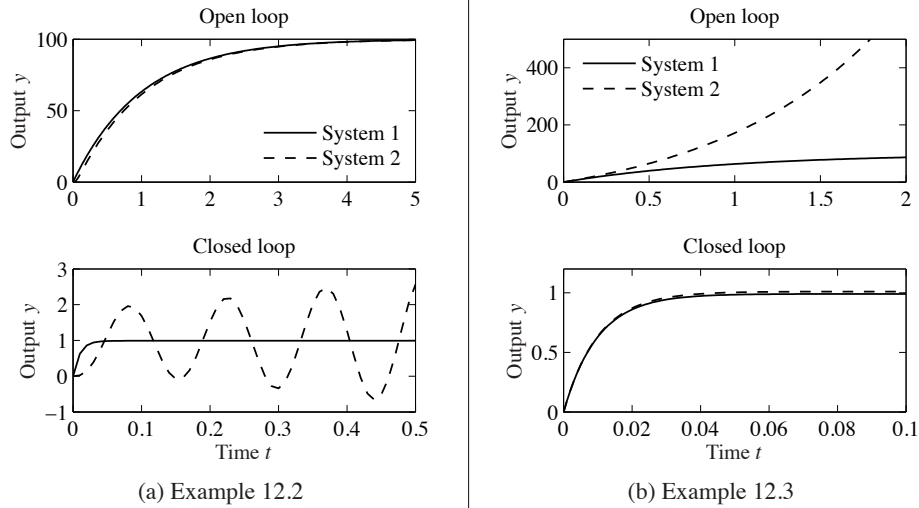 Open loop
100
50
0
Output y
System 1
System 2
0 1 2 3 4 5
Closed loop
3
2
1
0
−1
Output y
0 0.1 0.2 0.3 0.4 0.5
Time t
(a) Example 12.2
Open loop
400
200
0
Output y
System 1
System 2
0 0.5 1 1.5 2
Closed loop
1
0.5
0
Output y
0 0.02 0.04 0.06 0.08 0.1
Time t
(b) Example 12.3